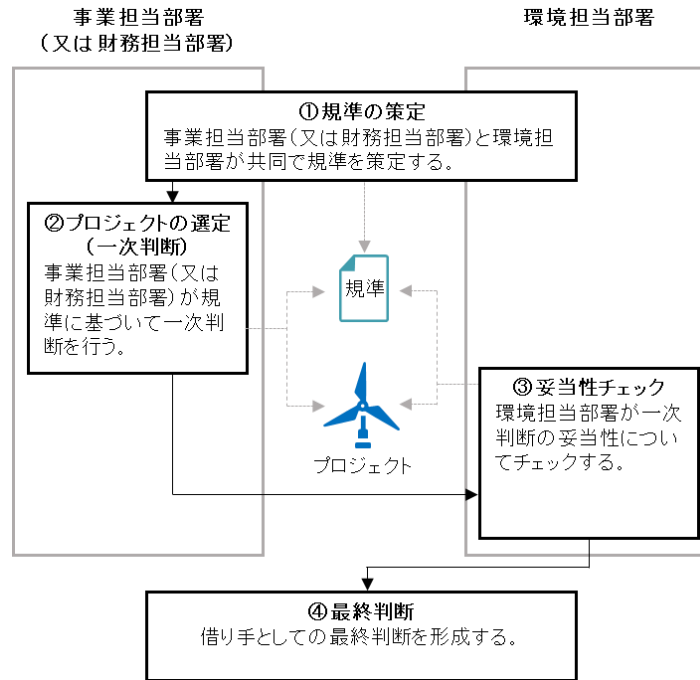 事業担当部署
(又は財務担当部署)
環境担当部署
①規準の策定
事業担当部署(又は財務担当部署)と環境担
当部署が共同で規準を策定する。
②プロジェクトの選定
(一次判断)
事業担当部署(又は
財務担当部署)が規
準に基づいて一次判
断を行う。
規準
プロジェクト
③妥当性チェック
環境担当部署が一次
判断の妥当性につい
てチェックする。
④最終判断
借り手としての最終判断を形成する。